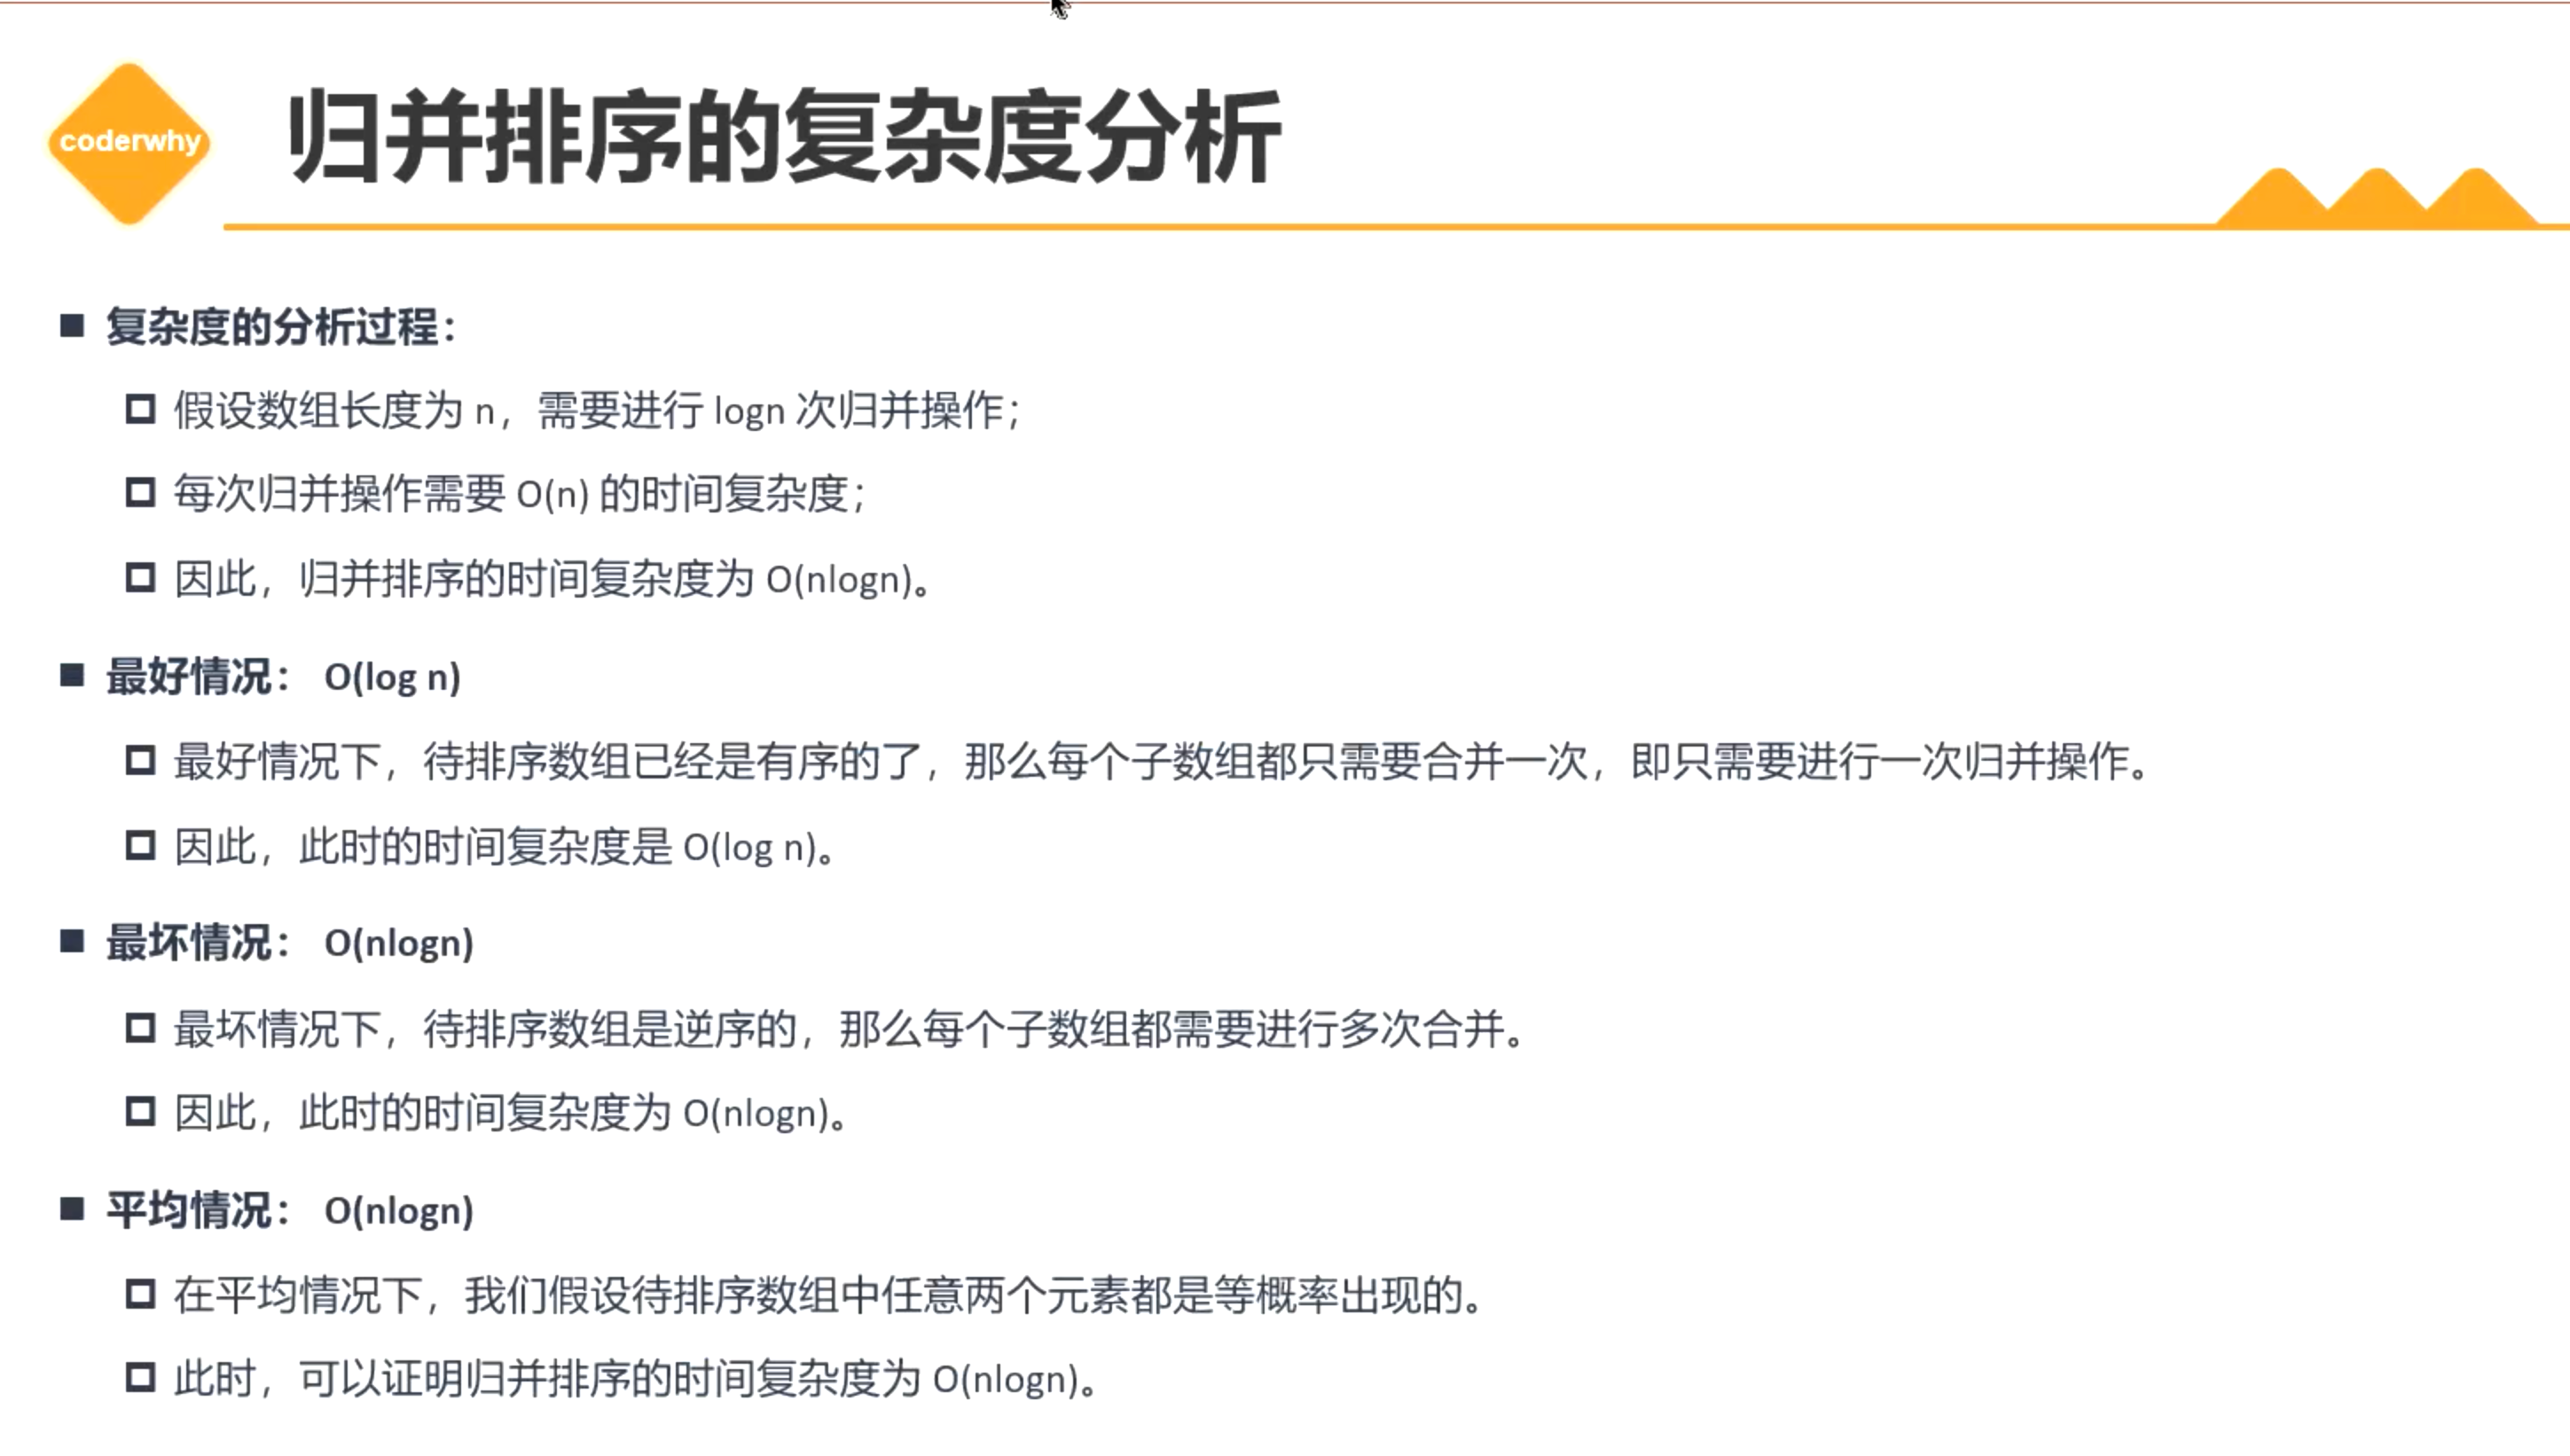 coderwhy
归并排序的复杂度分析
复杂度的分析过程：
假设数组长度为 n，需要进行 logn 次归并操作；
每次归并操作需要 O(n) 的时间复杂度；
因此，归并排序的时间复杂度为 O(nlogn)。
最好情况： O(log n)
最好情况下，待排序数组已经是有序的了，那么每个子数组都只需要合并一次，即只需要进行一次归并操作。
因此，此时的时间复杂度是 O(log n)。
最坏情况： O(nlogn)
最坏情况下，待排序数组是逆序的，那么每个子数组都需要进行多次合并。
因此，此时的时间复杂度为 O(nlogn)。
平均情况： O(nlogn)
在平均情况下，我们假设待排序数组中任意两个元素都是等概率出现的。
此时，可以证明归并排序的时间复杂度为 O(nlogn)。